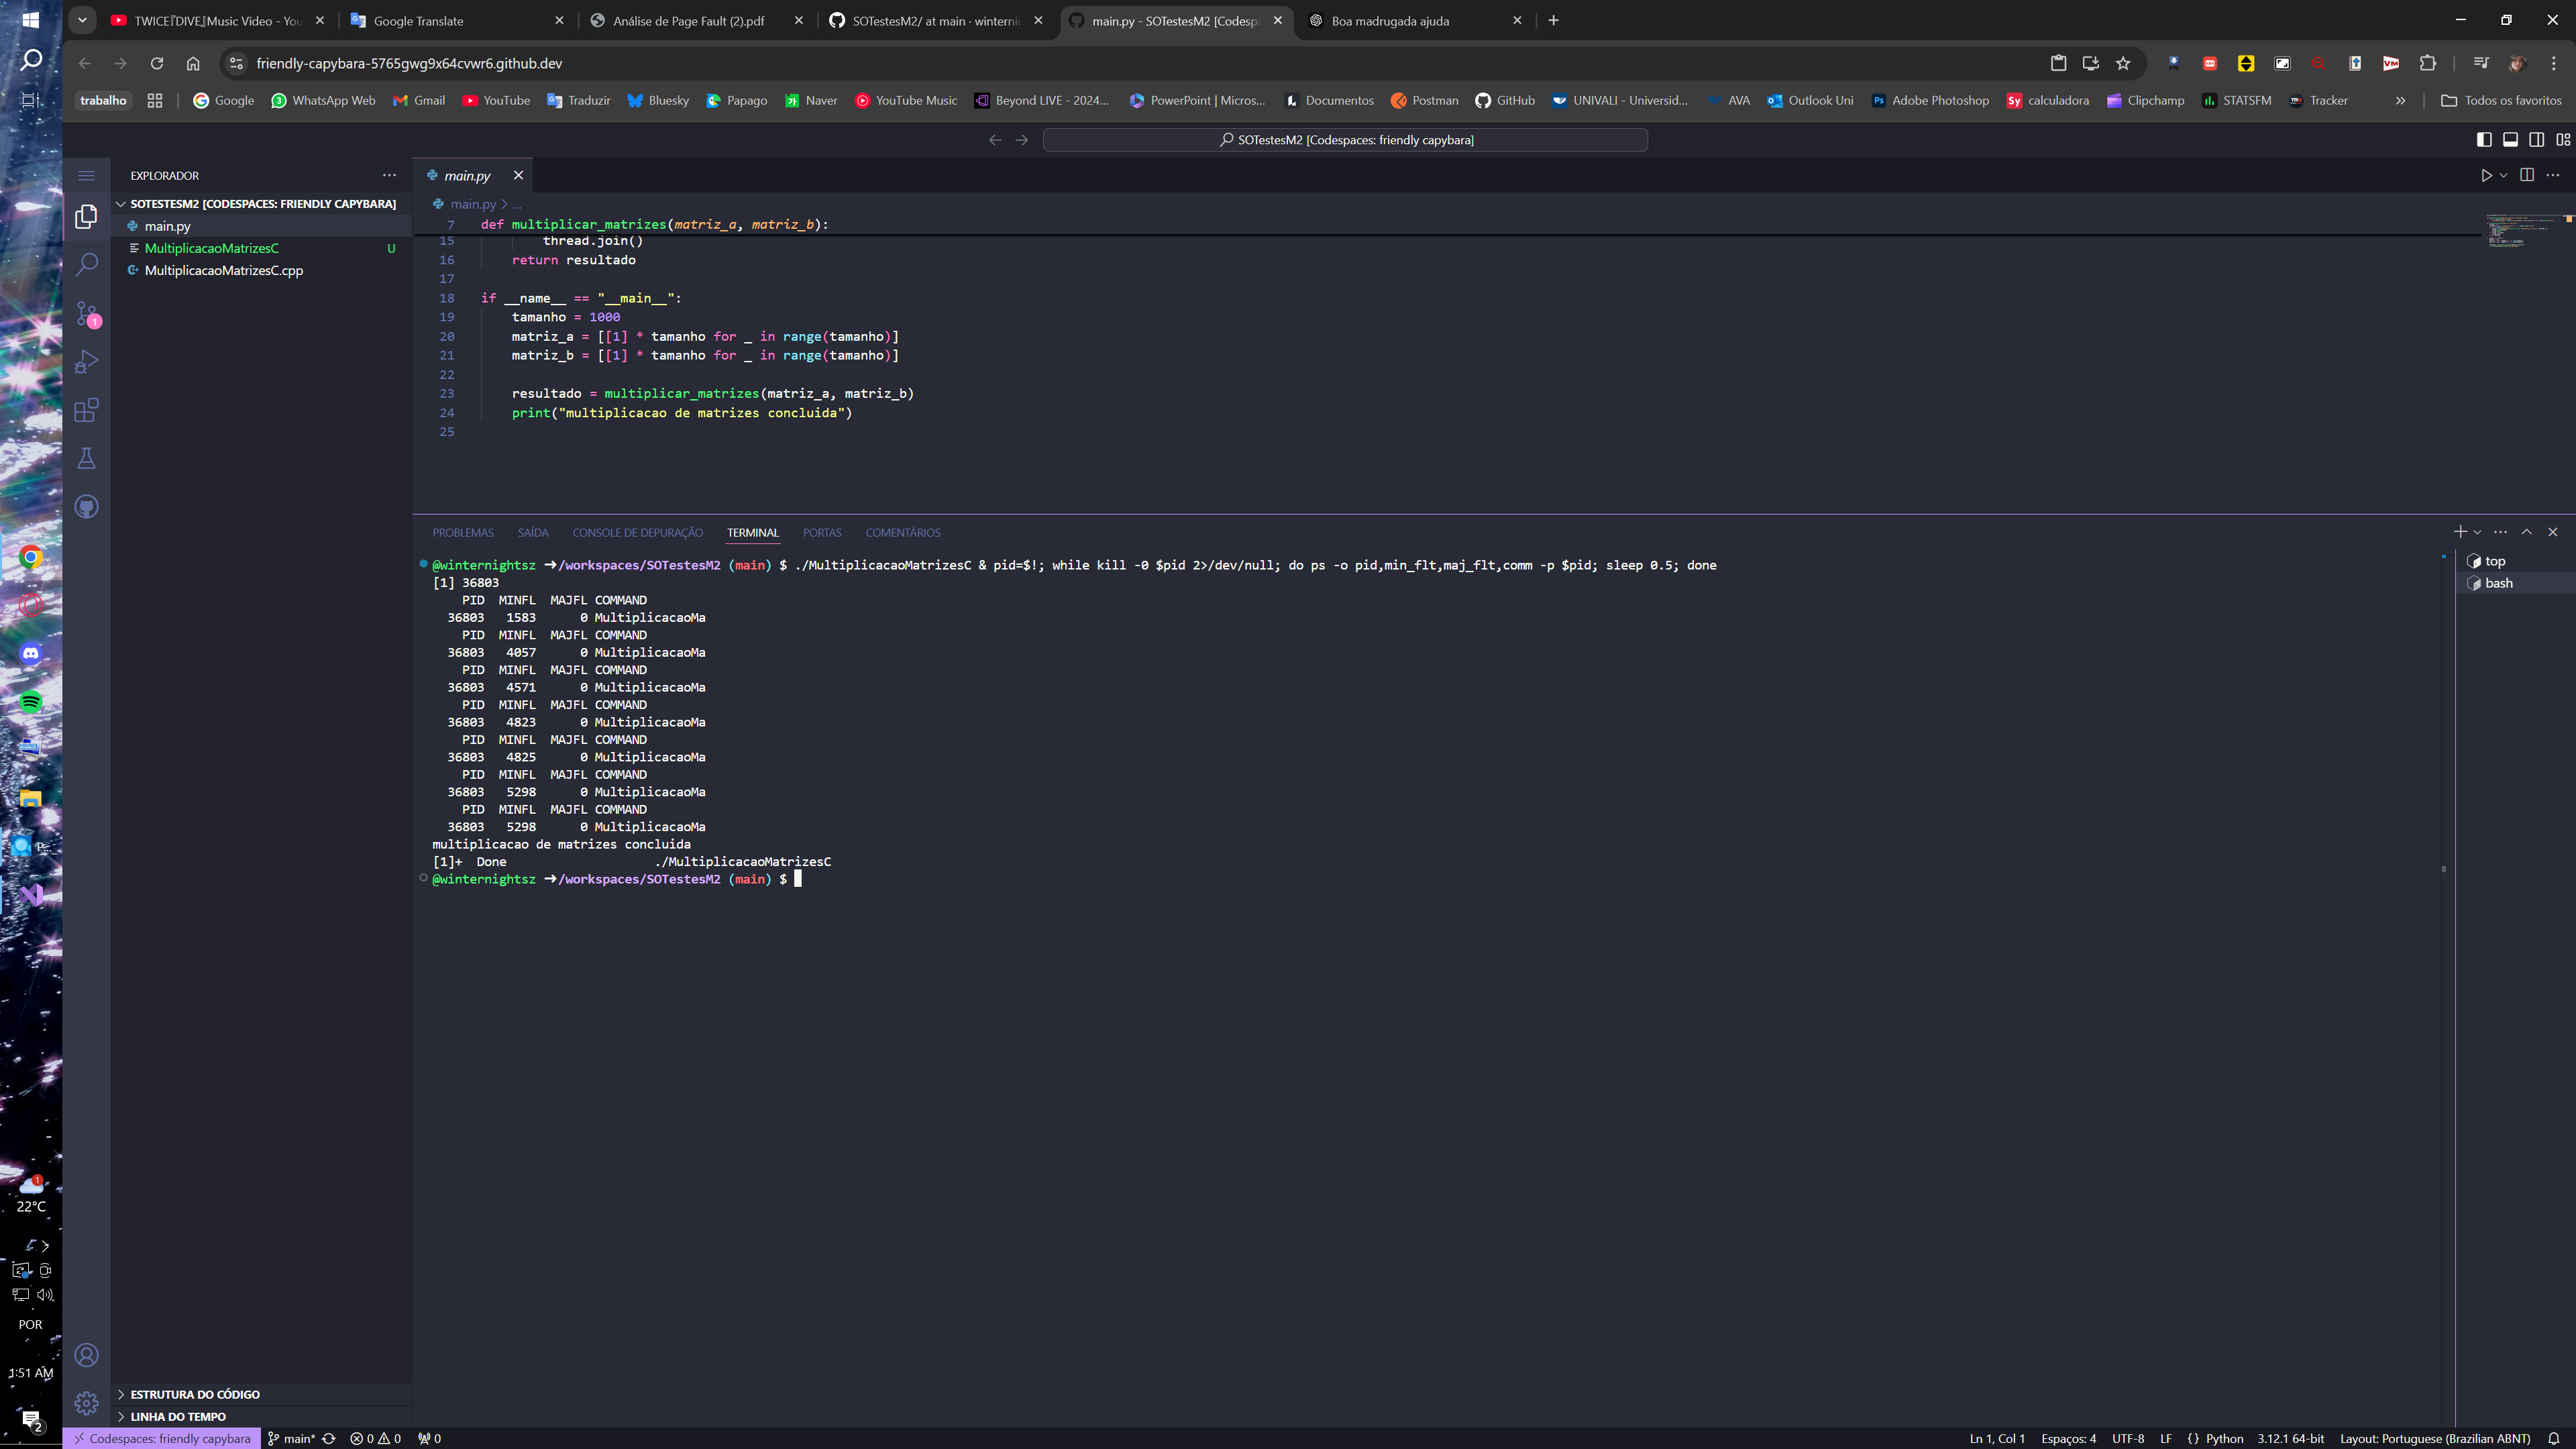 TWICE『DIVE』Music Video - You
Google Translate
Análise de Page Fault (2).pdf
SOTestesM2/ at main · winternig
main.py - SOTestesM2 [Codespa
Boa madrugada ajuda
friendly-capybara-5765gwg9x64cvwr6.github.dev
trabalho
Google
WhatsApp Web
Gmail
YouTube
Traduzir
Bluesky
Papago
Naver
YouTube Music
Beyond LIVE - 2024...
PowerPoint | Micros...
Documentos
Postman
GitHub
UNIVALI - Universid...
AVA
Outlook Uni
Adobe Photoshop
calculadora
Clipchamp
STATSFM
Tracker
Todos os favoritos
SOTestesM2 [Codespaces: friendly capybara]
EXPLORADOR
SOTESTESM2 [CODESPACES: FRIENDLY CAPYBARA]
main.py
MultiplicacaoMatrizesC U
MultiplicacaoMatrizesC.cpp
1
main.py
main.py > ...
7 def multiplicar_matrizes(matriz_a, matriz_b):
15 thread.join()
16 return resultado
17
18 if __name__ == "__main__":
19 tamanho = 1000
20 matriz_a = [[1] * tamanho for _ in range(tamanho)]
21 matriz_b = [[1] * tamanho for _ in range(tamanho)]
22
23 resultado = multiplicar_matrizes(matriz_a, matriz_b)
24 print("multiplicacao de matrizes concluida")
25
PROBLEMAS SAÍDA CONSOLE DE DEPURAÇÃO TERMINAL PORTAS COMENTÁRIOS
@winternightsz ➜/workspaces/SOTestesM2 (main) $ ./MultiplicacaoMatrizesC & pid=$!; while kill -0 $pid 2>/dev/null; do ps -o pid,min_flt,maj_flt,comm -p $pid; sleep 0.5; done
[1] 36803
PID MINFL MAJFL COMMAND
36803 1583 0 MultiplicacaoMa
PID MINFL MAJFL COMMAND
36803 4057 0 MultiplicacaoMa
PID MINFL MAJFL COMMAND
36803 4571 0 MultiplicacaoMa
PID MINFL MAJFL COMMAND
36803 4823 0 MultiplicacaoMa
PID MINFL MAJFL COMMAND
36803 4825 0 MultiplicacaoMa
PID MINFL MAJFL COMMAND
36803 5298 0 MultiplicacaoMa
PID MINFL MAJFL COMMAND
36803 5298 0 MultiplicacaoMa
multiplicacao de matrizes concluida
[1]+ Done ./MultiplicacaoMatrizesC
@winternightsz ➜/workspaces/SOTestesM2 (main) $
top
bash
1
22°C
POR
1:51 AM
2
ESTRUTURA DO CÓDIGO
LINHA DO TEMPO
Codespaces: friendly capybara
main*
0 0
0
Ln 1, Col 1
Espaços: 4
UTF-8
LF
{} Python
3.12.1 64-bit
Layout: Portuguese (Brazilian ABNT)